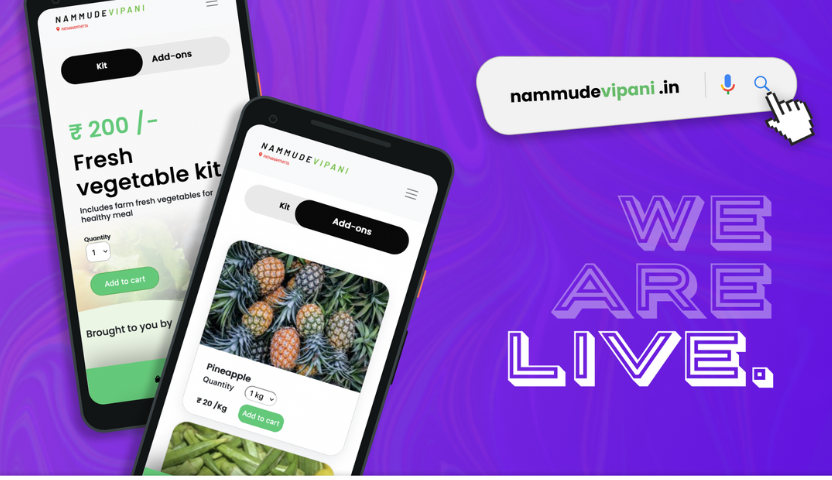 NAMMUDEVIPANI
Kit
Add-ons
₹ 200 /-
Fresh
vegetable kit
Includes farm fresh vegetables for
healthy meal
Quantity
1
Add to cart
Brought to you by
NAMMUDEVIPANI
Kit
Add-ons
Pineapple
Quantity
1 kg
₹ 20 /Kg
Add to cart
nammudevipani .in
WE
ARE
LIVE.